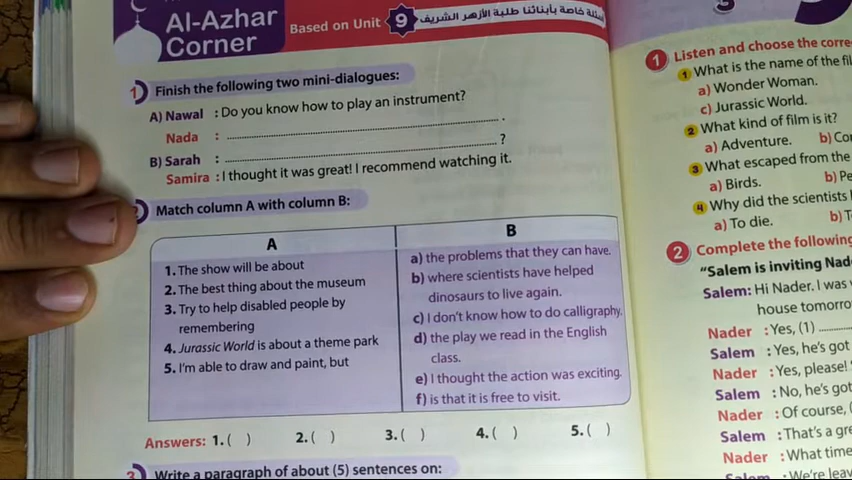 Al-Azhar
Corner
Based on Unit 9
أسئلة خاصة بأبنائنا طلبة الأزهر الشريف
1 Finish the following two mini-dialogues:
A) Nawal : Do you know how to play an instrument?
Nada : .
B) Sarah : ?
Samira : I thought it was great! I recommend watching it.
Match column A with column B:
A
1. The show will be about
2. The best thing about the museum
3. Try to help disabled people by
remembering
4. Jurassic World is about a theme park
5. I'm able to draw and paint, but
B
a) the problems that they can have.
b) where scientists have helped
dinosaurs to live again.
c) I don't know how to do calligraphy.
d) the play we read in the English
class.
e) I thought the action was exciting.
f) is that it is free to visit.
Answers: 1. ( ) 2. ( ) 3. ( ) 4. ( ) 5. ( )
3 Write a paragraph of about (5) sentences on:
1 Listen and choose the corre
1 What is the name of the fil
a) Wonder Woman.
c) Jurassic World.
2 What kind of film is it?
a) Adventure. b) Co
3 What escaped from the
a) Birds. b) Pe
4 Why did the scientists
a) To die. b) T
2 Complete the following
"Salem is inviting Nad
Salem: Hi Nader. I was
house tomorro
Nader : Yes, (1)
Salem : Yes, he's got
Nader : Yes, please!
Salem : No, he's got
Nader : Of course,
Salem : That's a gre
Nader : What time
Salem : We're leav